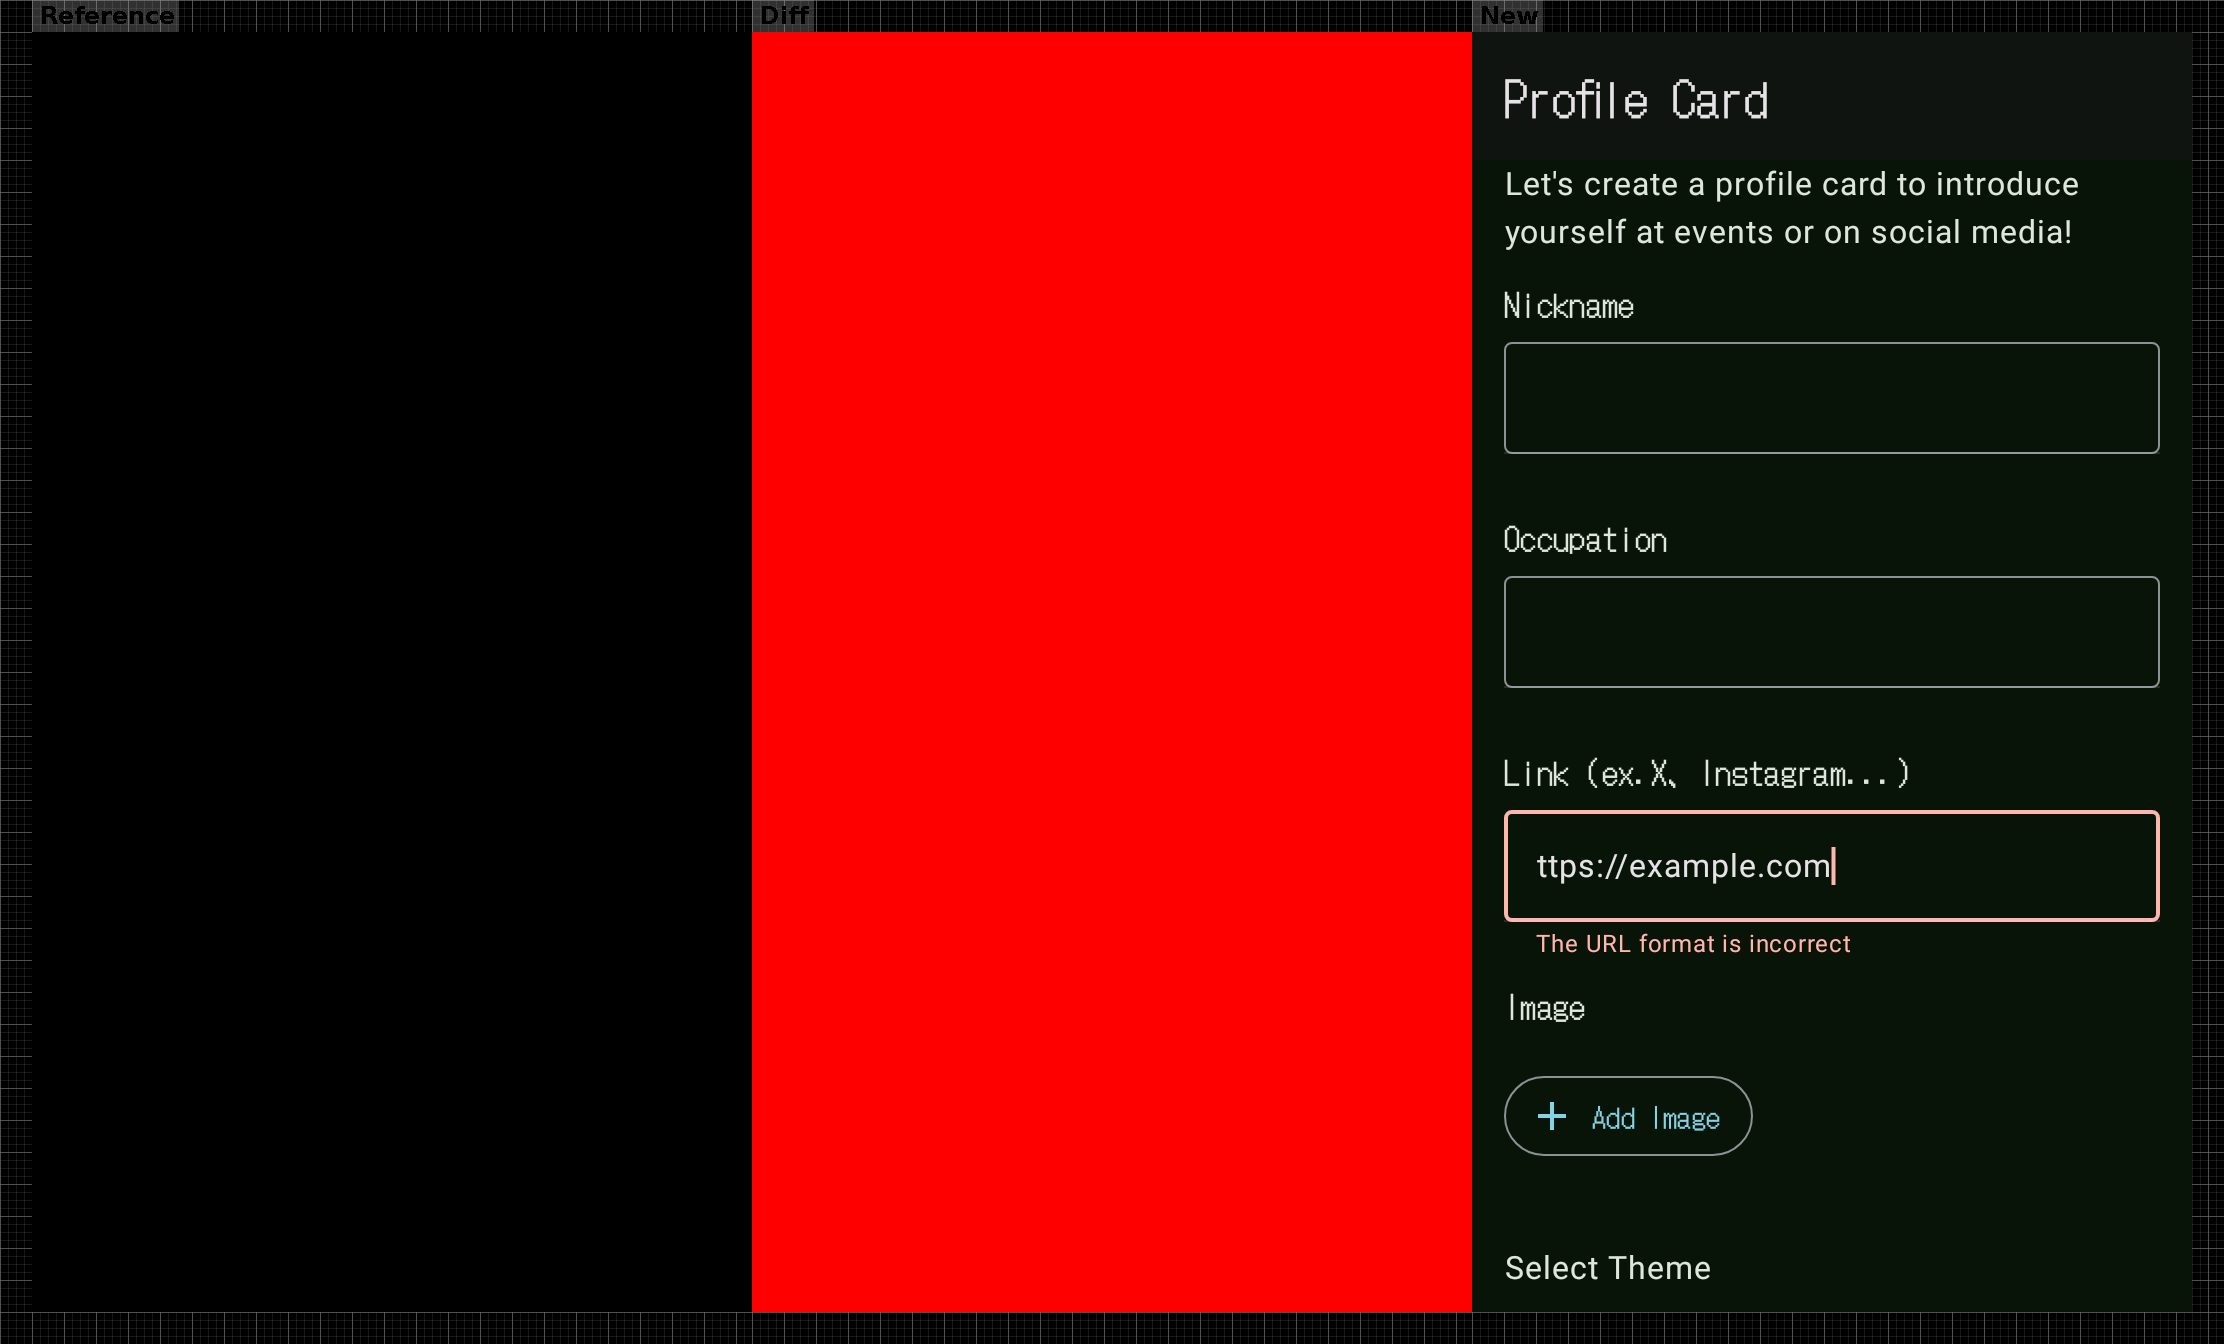 Reference
Diff
New
Profile Card
Let's create a profile card to introduce
yourself at events or on social media!
Nickname
Occupation
Link (ex.X、Instagram...)
ttps://example.com
The URL format is incorrect
Image
Add Image
Select Theme